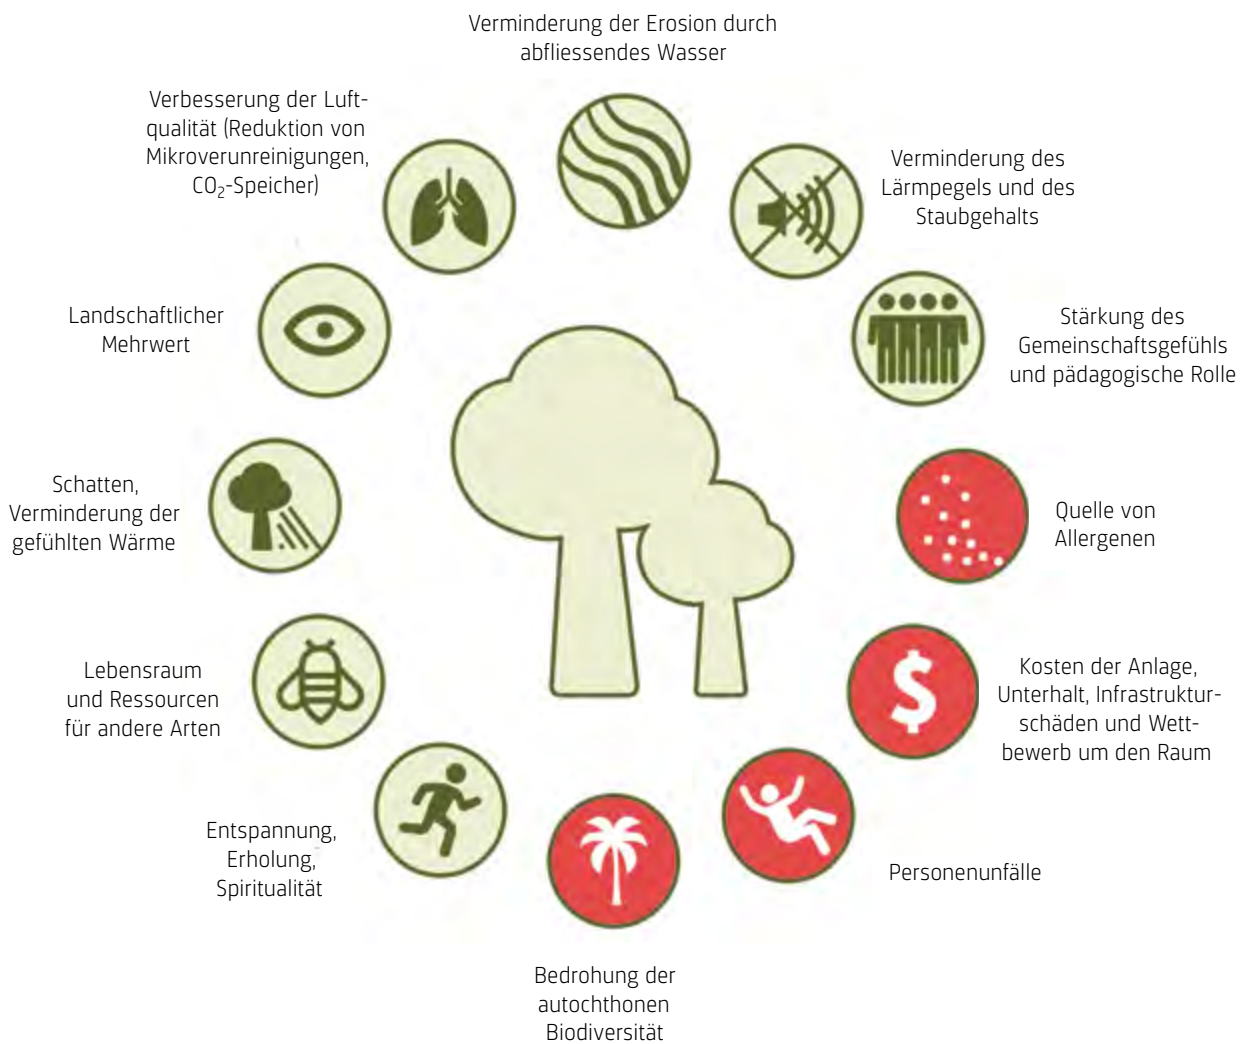 Verminderung der Erosion durch
abfliessendes Wasser
Verbesserung der Luft-
qualität (Reduktion von
Mikroverunreinigungen,
CO₂-Speicher)
Verminderung des
Lärmpegels und des
Staubgehalts
Landschaftlicher
Mehrwert
Stärkung des
Gemeinschaftsgefühls
und pädagogische Rolle
Schatten,
Verminderung der
gefühlten Wärme
Quelle von
Allergenen
Lebensraum
und Ressourcen
für andere Arten
$
Kosten der Anlage,
Unterhalt, Infrastruktur-
schäden und Wett-
bewerb um den Raum
Entspannung,
Erholung,
Spiritualität
Personenunfälle
Bedrohung der
autochthonen
Biodiversität